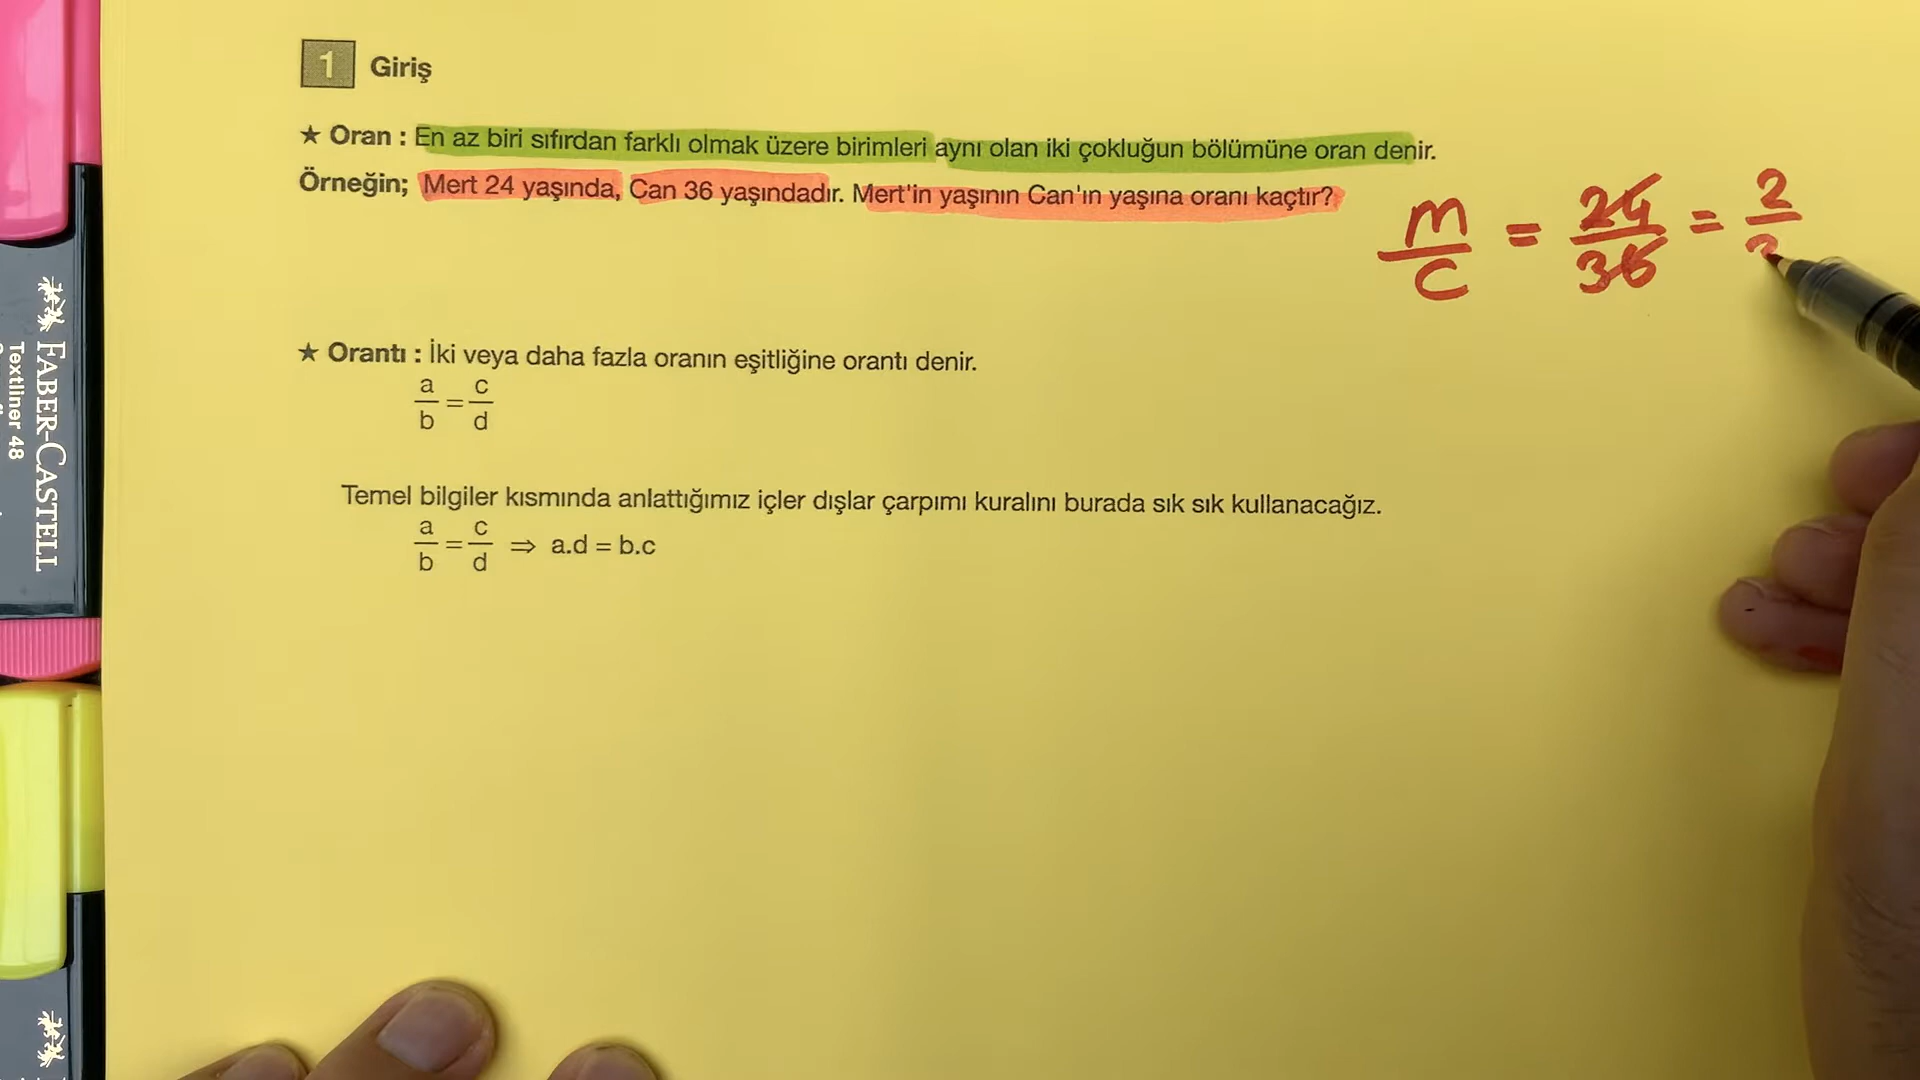 1 Giriş
★ Oran : En az biri sıfırdan farklı olmak üzere birimleri aynı olan iki çokluğun bölümüne oran denir.
Örneğin; Mert 24 yaşında, Can 36 yaşındadır. Mert'in yaşının Can'ın yaşına oranı kaçtır?
m/c = 24/36 = 2/3
★ Orantı : İki veya daha fazla oranın eşitliğine orantı denir.
a/b = c/d
Temel bilgiler kısmında anlattığımız içler dışlar çarpımı kuralını burada sık sık kullanacağız.
a/b = c/d ⇒ a.d = b.c
FABER-CASTELL
Textliner 48